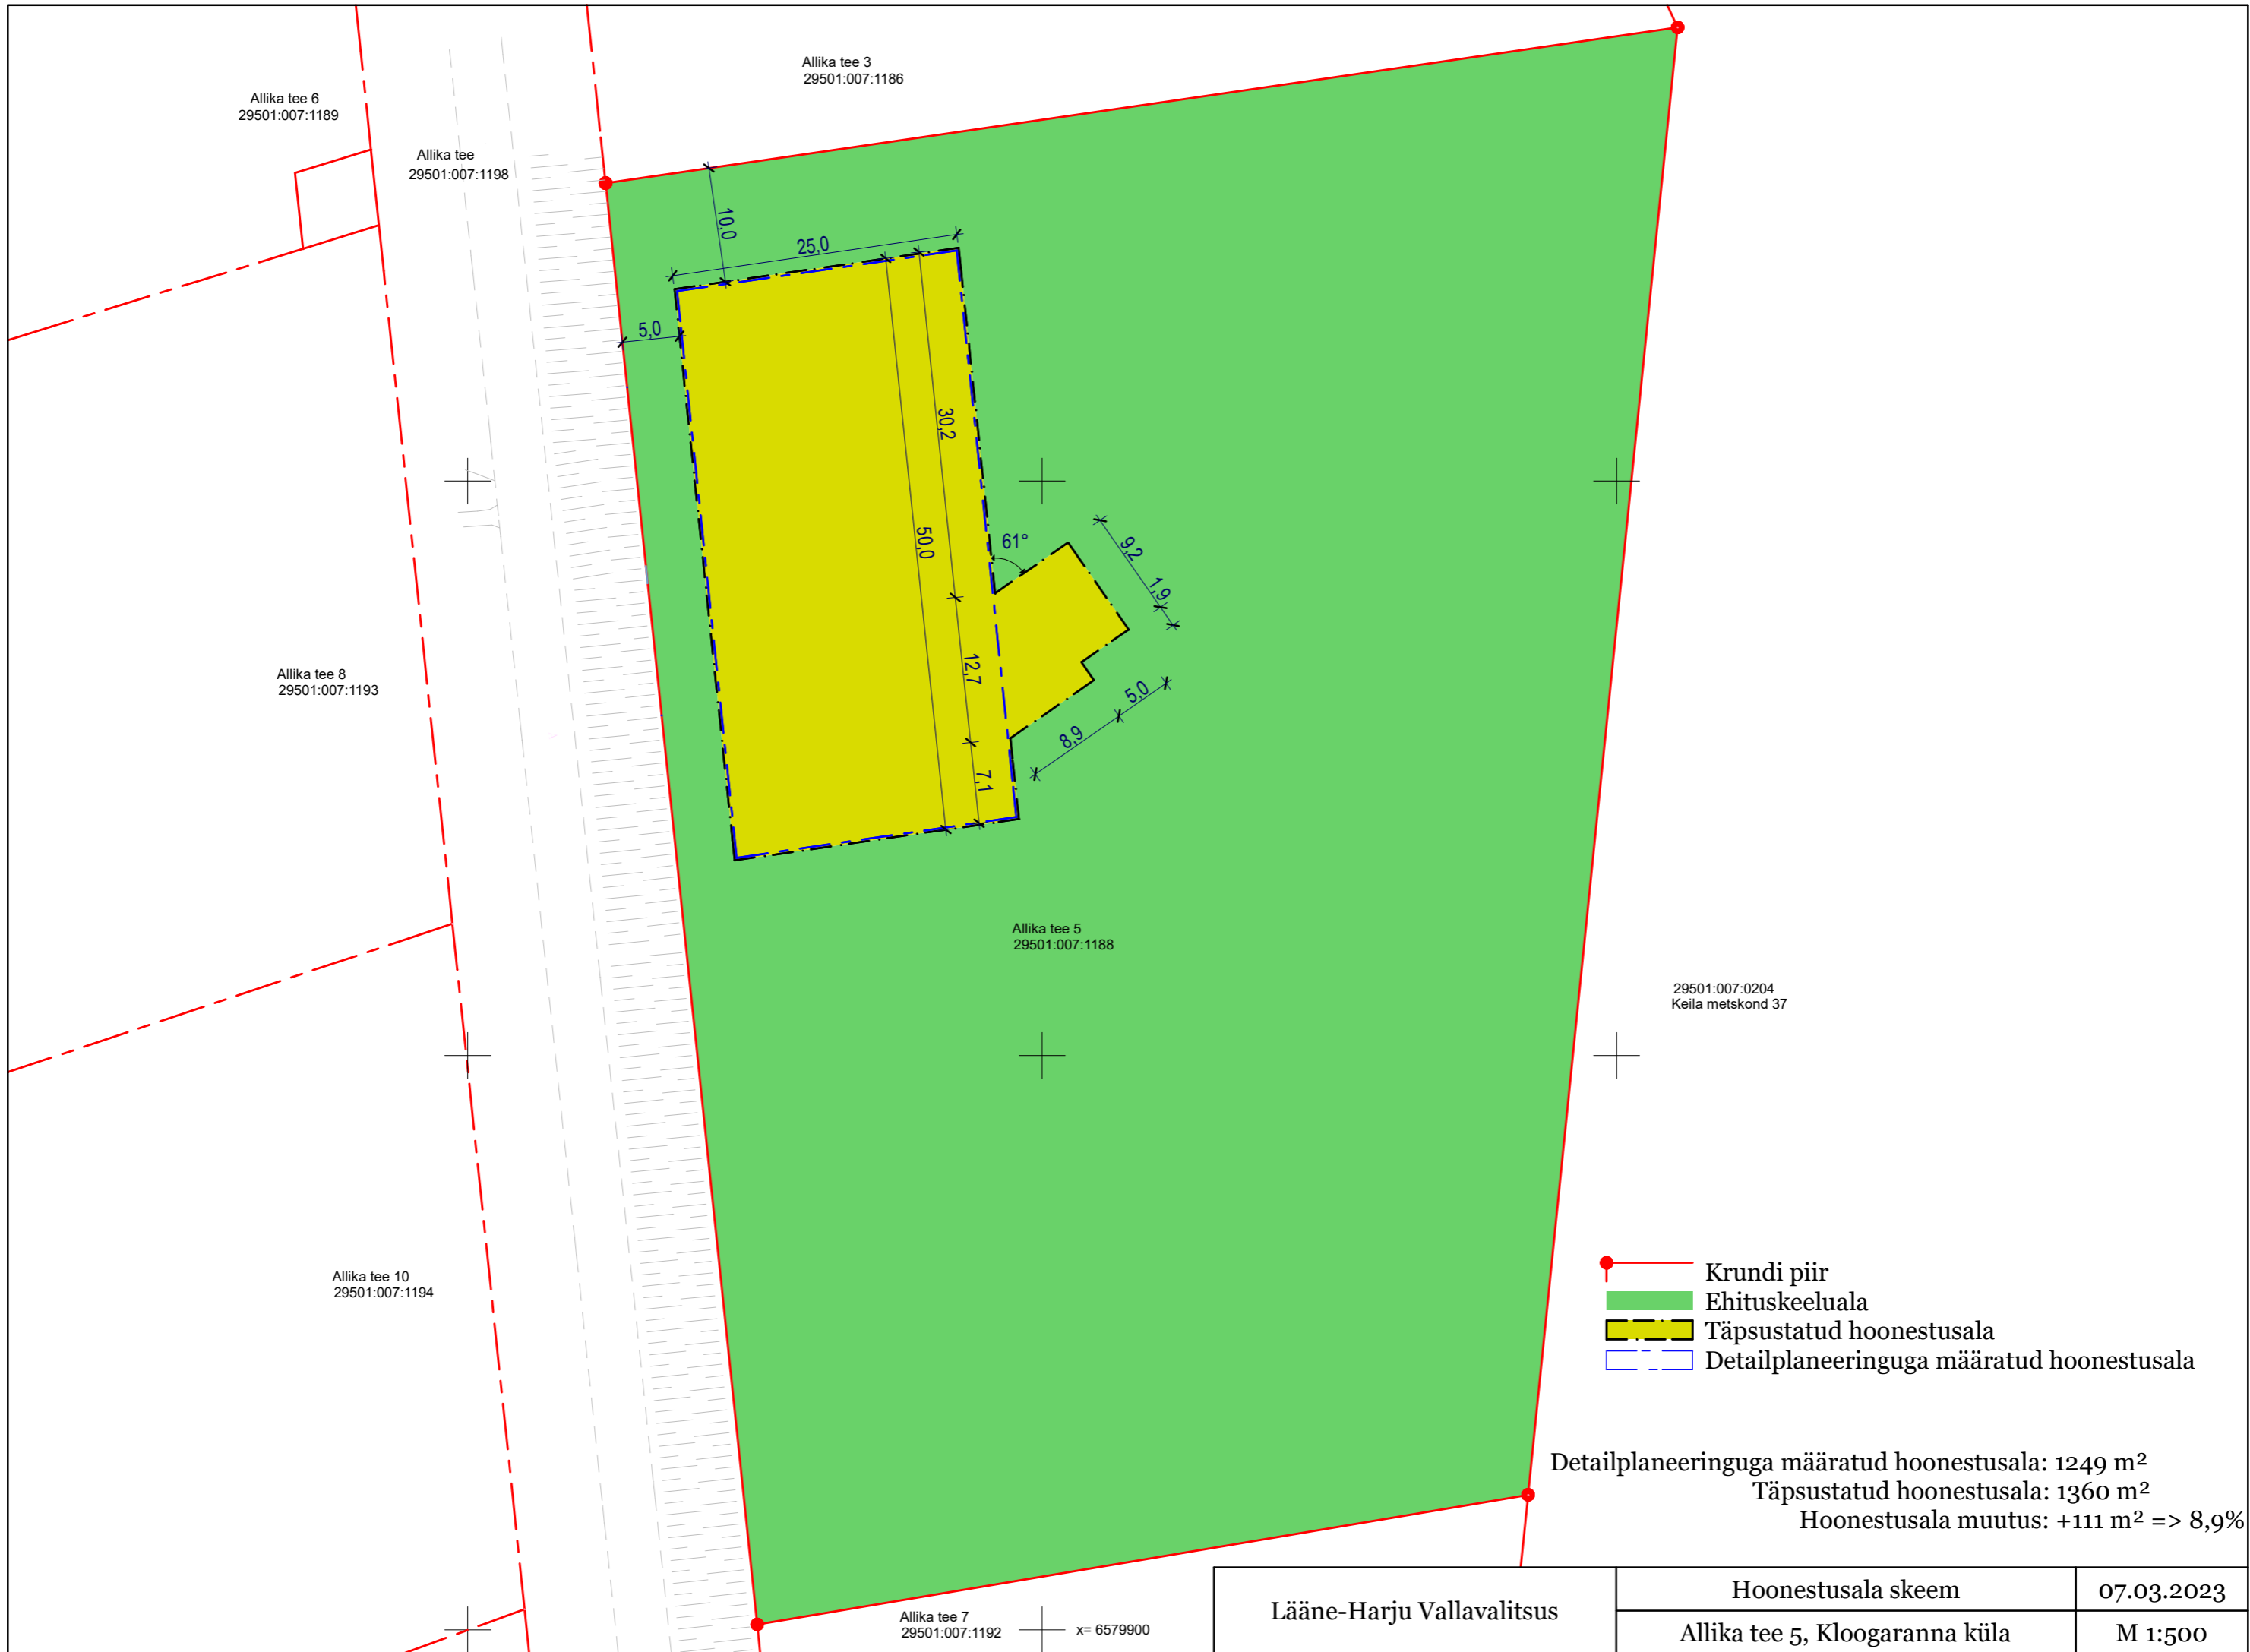 Allika tee 3
29501:007:1186
Allika tee 6
29501:007:1189
Allika tee
29501:007:1198
10,0
25,0
5,0
30,2
50,0
61°
9,2
1,9
12,7
5,0
8,9
7,1
Allika tee 8
29501:007:1193
Allika tee 5
29501:007:1188
29501:007:0204
Keila metskond 37
Allika tee 10
29501:007:1194
Krundi piir
Ehituskeeluala
Täpsustatud hoonestusala
Detailplaneeringuga määratud hoonestusala
Detailplaneeringuga määratud hoonestusala: 1249 m²
Täpsustatud hoonestusala: 1360 m²
Hoonestusala muutus: +111 m² => 8,9%
Allika tee 7
29501:007:1192
x= 6579900
Lääne-Harju Vallavalitsus
Hoonestusala skeem
07.03.2023
Allika tee 5, Kloogaranna küla
M 1:500